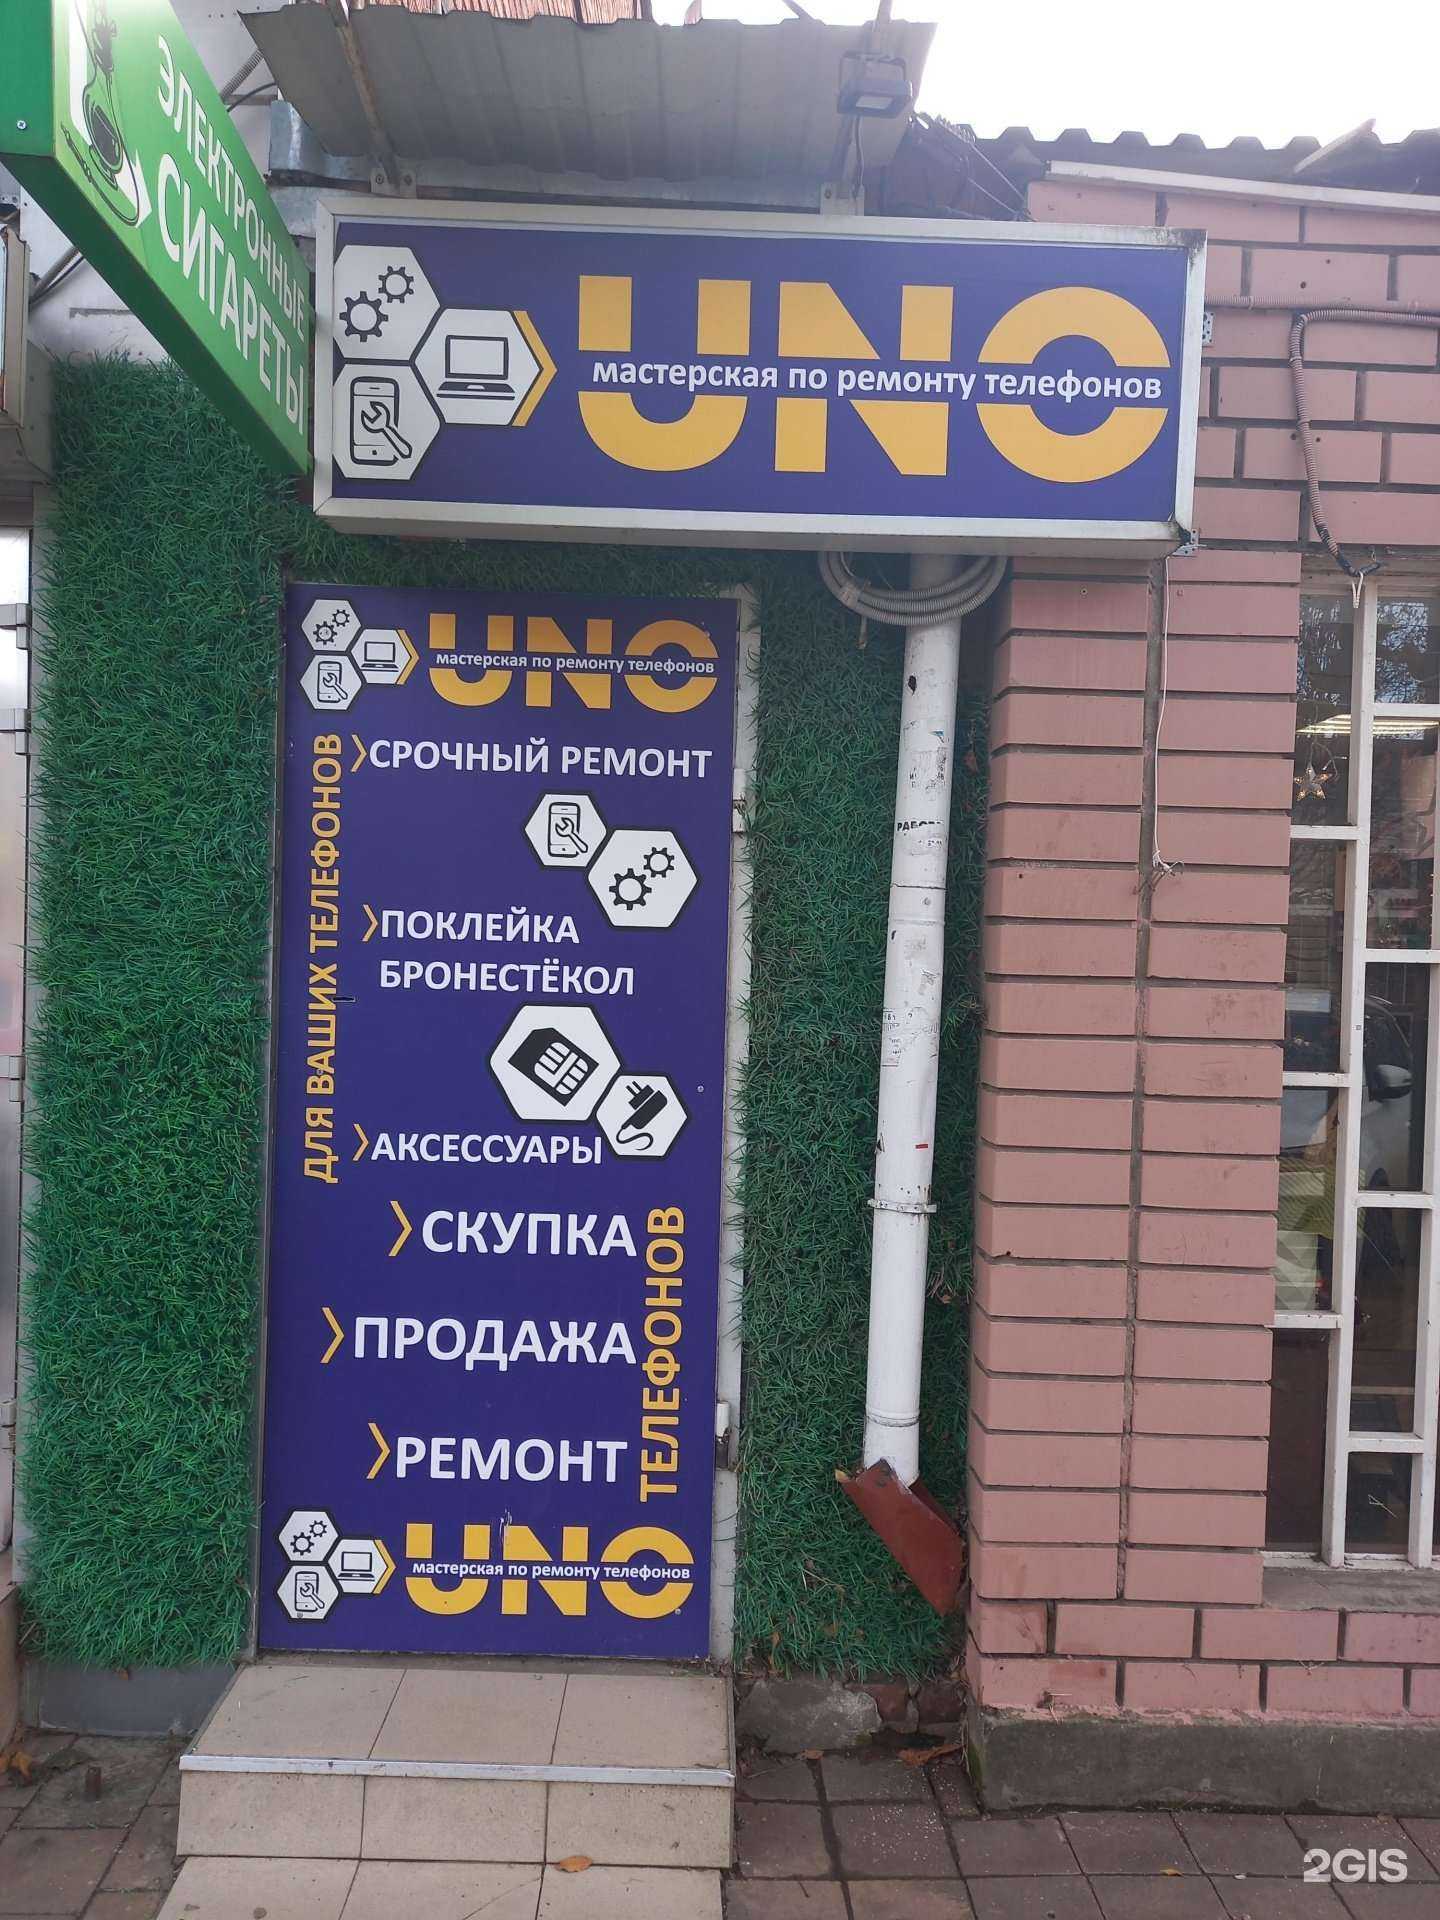 ЭЛЕКТРОННЫЕ
СИГАРЕТЫ
UNO
мастерская по ремонту телефонов
UNO
мастерская по ремонту телефонов
ДЛЯ ВАШИХ ТЕЛЕФОНОВ
СРОЧНЫЙ РЕМОНТ
ПОКЛЕЙКА
БРОНЕСТЁКОЛ
АКСЕССУАРЫ
СКУПКА
ПРОДАЖА
РЕМОНТ
ТЕЛЕФОНОВ
UNO
мастерская по ремонту телефонов
2GIS